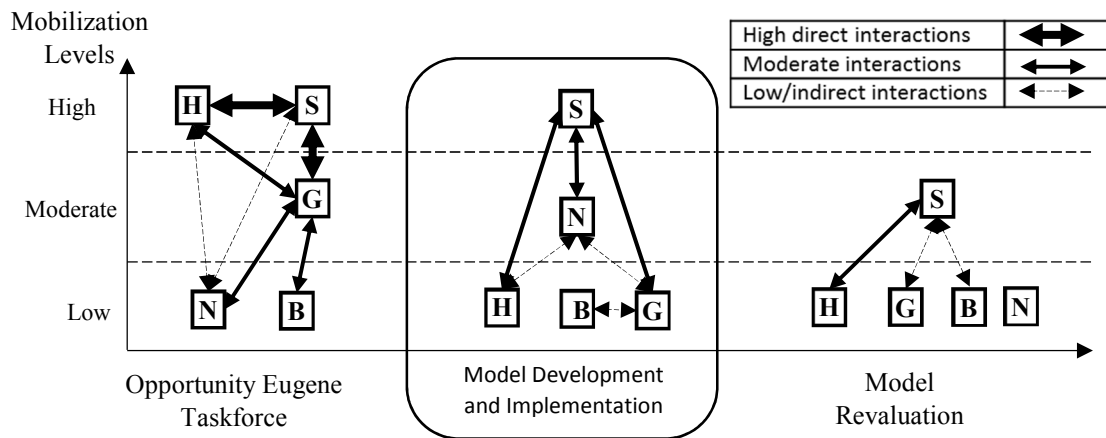 Mobilization
Levels
High direct interactions
Moderate interactions
Low/indirect interactions
High
H
S
S
Moderate
G
N
S
Low
N
B
H
B
G
H
G
B
N
Opportunity Eugene
Taskforce
Model Development
and Implementation
Model
Revaluation